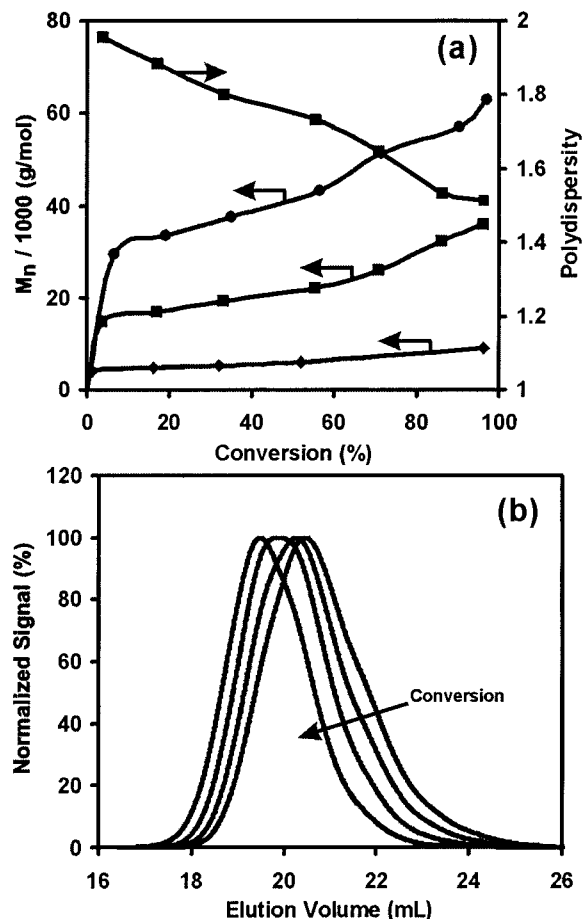 (a)
80
60
40
20
0
Mn / 1000 (g/mol)
2
1.8
1.6
1.4
1.2
1
Polydispersity
0 20 40 60 80 100
Conversion (%)
(b)
120
100
80
60
40
20
0
Normalized Signal (%)
Conversion
16 18 20 22 24 26
Elution Volume (mL)